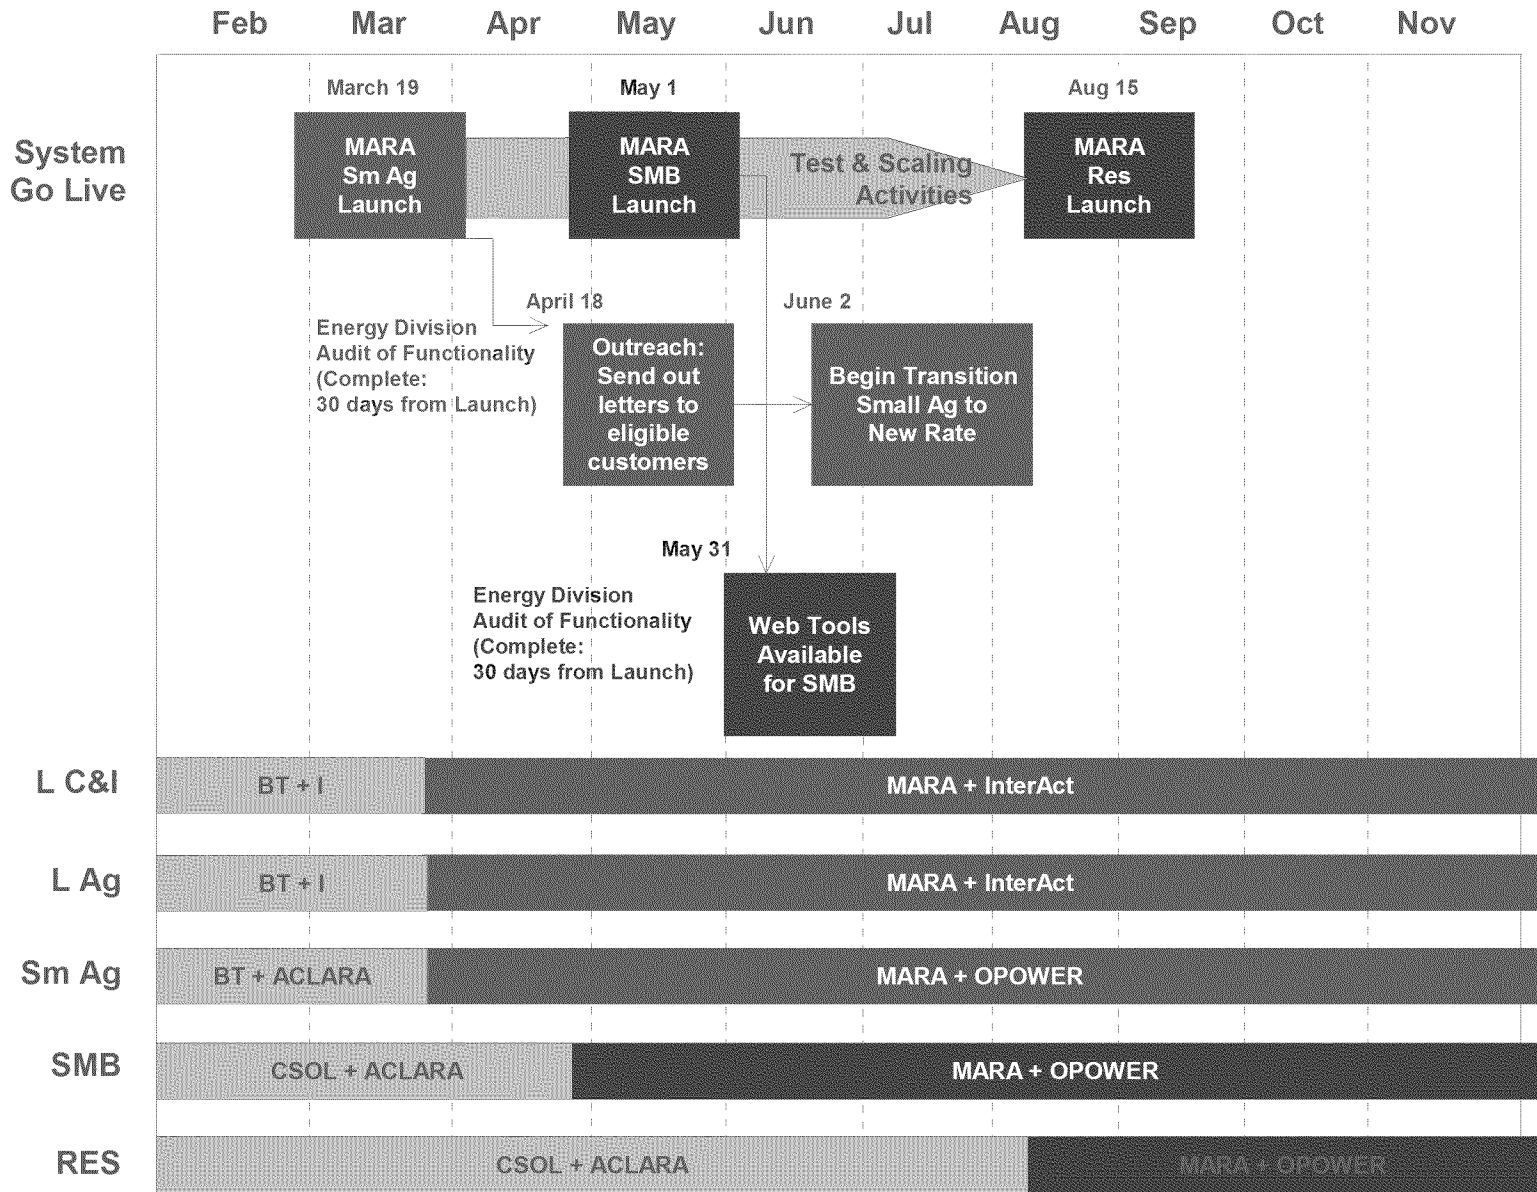 Feb Mar Apr May Jun Jul Aug Sep Oct Nov
March 19 May 1 Aug 15
System
Go Live
MARA
Sm Ag
Launch
MARA
SMB
Launch
Test & Scaling
Activities
MARA
Res
Launch
April 18
June 2
Energy Division
Audit of Functionality
(Complete:
30 days from Launch)
Outreach:
Send out
letters to
eligible
customers
Begin Transition
Small Ag to
New Rate
May 31
Energy Division
Audit of Functionality
(Complete:
30 days from Launch)
Web Tools
Available
for SMB
L C&I BT + I MARA + InterAct
L Ag BT + I MARA + InterAct
Sm Ag BT + ACLARA MARA + OPOWER
SMB CSOL + ACLARA MARA + OPOWER
RES CSOL + ACLARA MARA + OPOWER